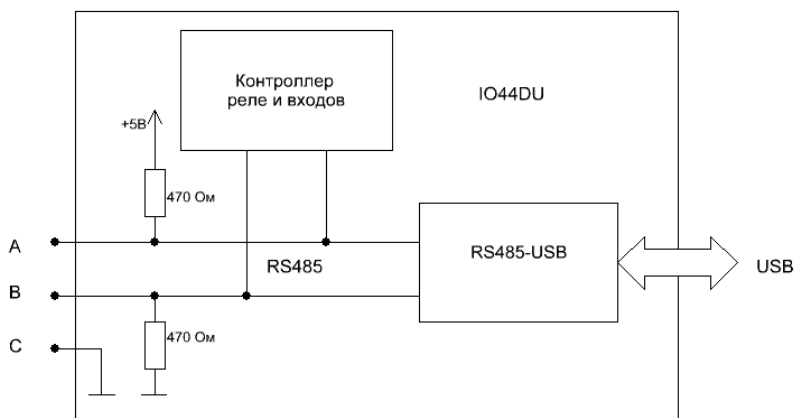 Контроллер
реле и входов
IO44DU
+5В
470 Ом
A
RS485
RS485-USB
USB
B
470 Ом
C